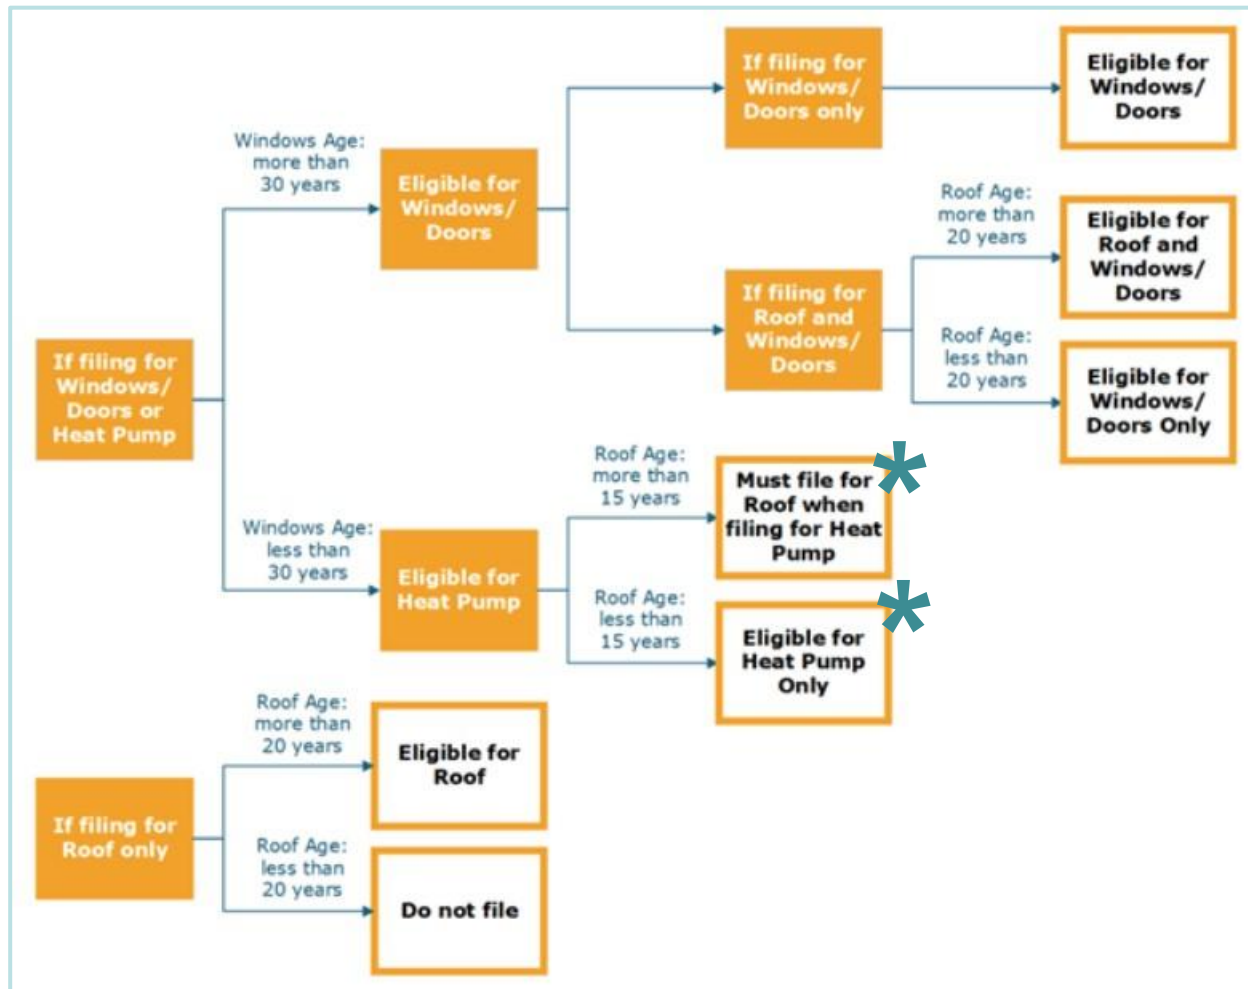 If filing for
Windows/
Doors or
Heat Pump
Windows Age:
more than
30 years
Eligible for
Windows/
Doors
If filing for
Windows/
Doors only
Eligible for
Windows/
Doors
If filing for
Roof and
Windows/
Doors
Roof Age:
more than
20 years
Eligible for
Roof and
Windows/
Doors
Roof Age:
less than
20 years
Eligible for
Windows/
Doors Only
Windows Age:
less than
30 years
Eligible for
Heat Pump
Roof Age:
more than
15 years
Must file for
Roof when
filing for Heat
Pump
*
Roof Age:
less than
15 years
Eligible for
Heat Pump
Only
*
If filing for
Roof only
Roof Age:
more than
20 years
Eligible for
Roof
Roof Age:
less than
20 years
Do not file